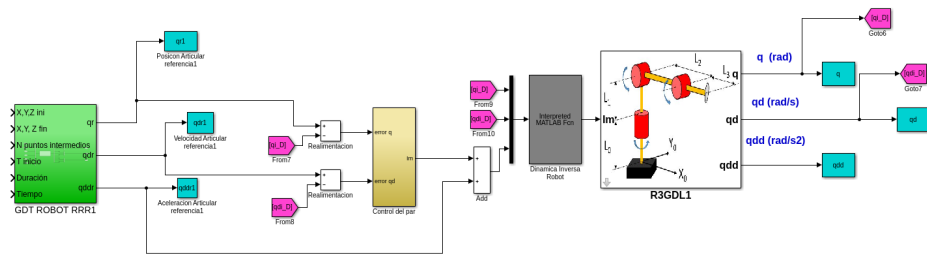 X,Y,Z ini
X,Y, Z fin
N puntos intermedios
T inicio
Duración
Tiempo
qr
qdr
qddr
GDT ROBOT RRR1
qr1
Posicon Articular
referencia1
qdr1
Velocidad Articular
referencia1
qddr1
Aceleracion Articular
referencia1
[qi_D]
From7
+
−
Realimentacion
[qdi_D]
From8
+
−
Realimentacion
error q
error qd
im
Control del par
+
+
Add
[qi_D]
From9
[qdi_D]
From10
Interpreted
MATLAB Fcn
Dinamica Inversa
Robot
Im
L2
L3
L0
Y0
X0
q
qd
qdd
R3GDL1
q (rad)
qd (rad/s)
qdd (rad/s2)
[qi_D]
Goto6
q
[qdi_D]
Goto7
qd
qdd